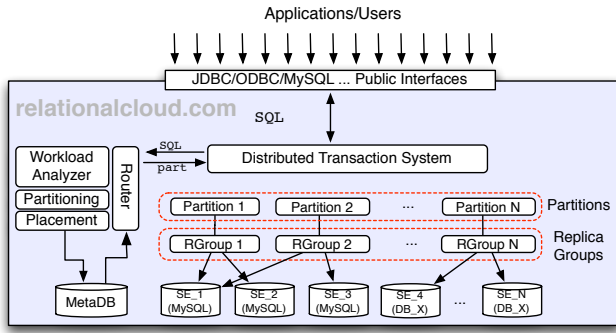 Applications/Users
JDBC/ODBC/MySQL ... Public Interfaces
relationalcloud.com
SQL
SQL
part
Distributed Transaction System
Workload
Analyzer
Partitioning
Placement
Router
Partition 1
Partition 2
...
Partition N
Partitions
RGroup 1
RGroup 2
...
RGroup N
Replica
Groups
MetaDB
SE_1
(MySQL)
SE_2
(MySQL)
SE_3
(MySQL)
SE_4
(DB_X)
...
SE_N
(DB_X)